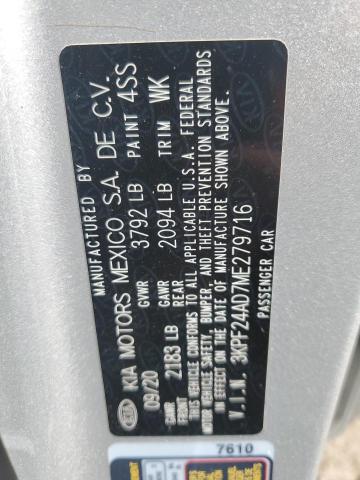 MANUFACTURED BY
KIA MOTORS MEXICO S.A. DE C.V.
09/20 GVWR 3792 LB PAINT 4SS
GAWR FRONT 2183 LB GAWR REAR 2094 LB TRIM WK
THIS VEHICLE CONFORMS TO ALL APPLICABLE U.S.A. FEDERAL
MOTOR VEHICLE SAFETY, BUMPER, AND THEFT PREVENTION STANDARDS
IN EFFECT ON THE DATE OF MANUFACTURE SHOWN ABOVE.
V.I.N. 3KPF24AD7ME279716
PASSENGER CAR
KIA
7610